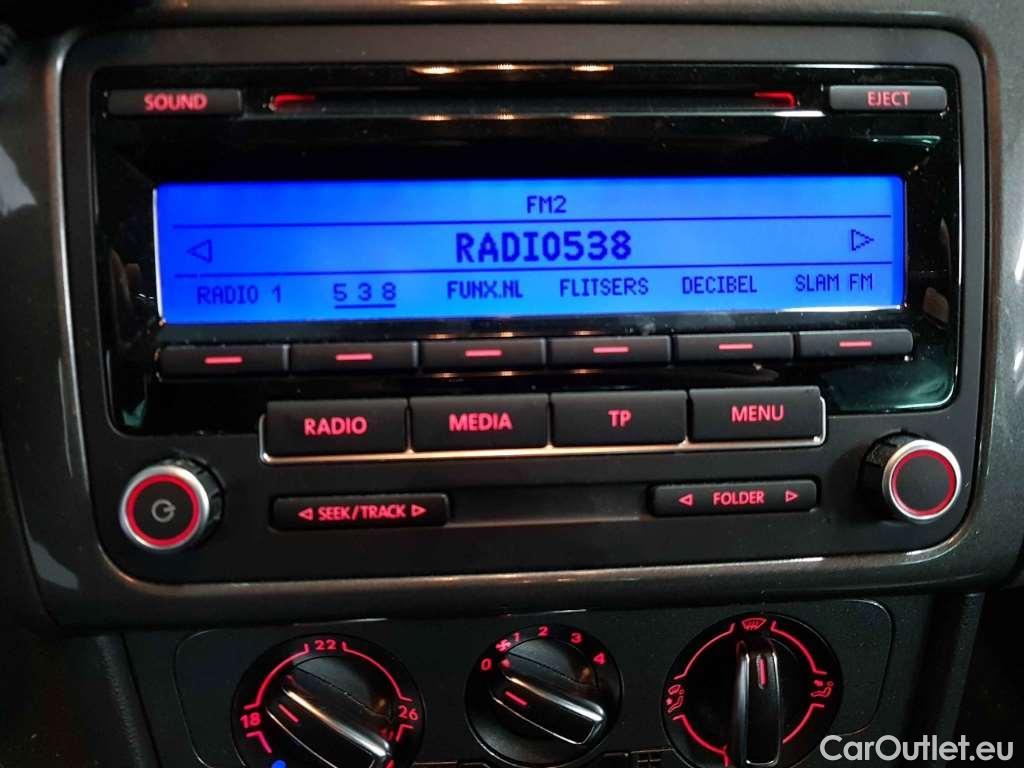 SOUND EJECT
FM2
RADIO538
RADIO 1 538 FUNX.NL FLITSERS DECIBEL SLAM FM
RADIO MEDIA TP MENU
SEEK/TRACK FOLDER
18 22 26
0 1 2 3 4
CarOutlet.eu